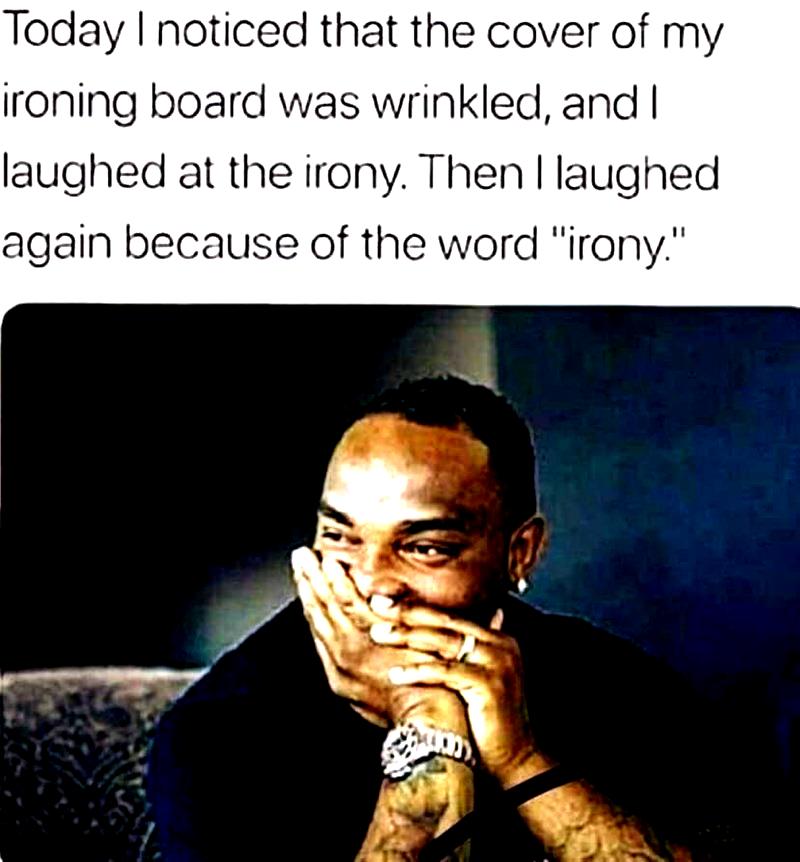 Today I noticed that the cover of my
ironing board was wrinkled, and I
laughed at the irony. Then I laughed
again because of the word "irony."